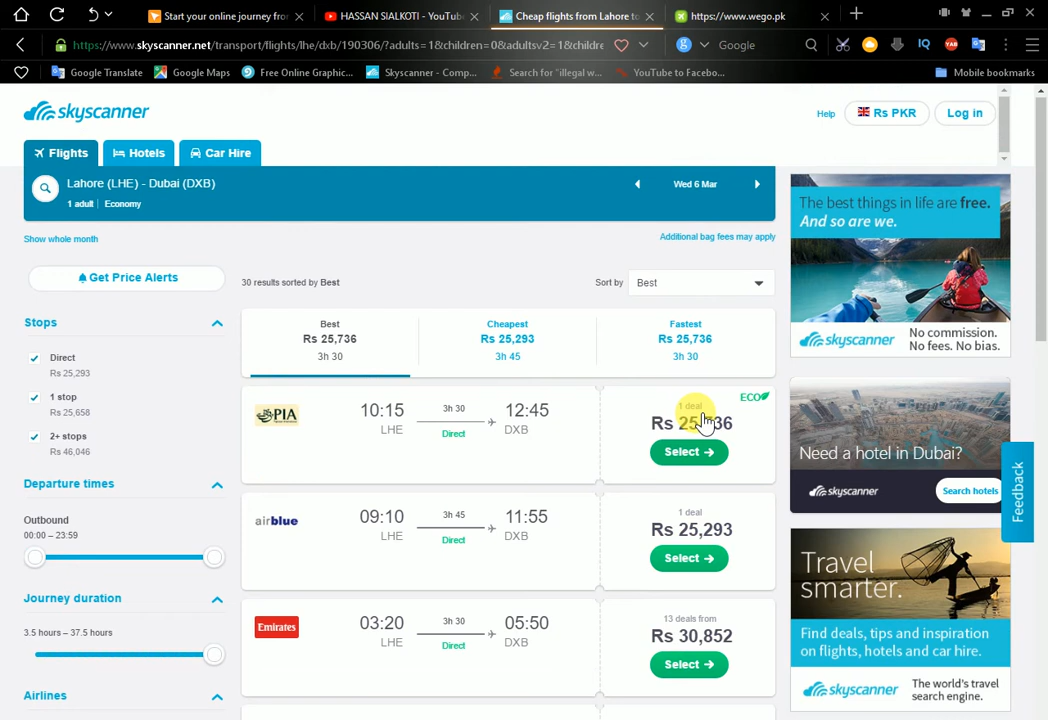 Start your online journey from
HASSAN SIALKOTI - YouTube
Cheap flights from Lahore to
https://www.wego.pk
https://www.skyscanner.net/transport/flights/lhe/dxb/190306/?adults=1&children=0&adultsv2=1&childre
Google
IQ
YAB
Google Translate
Google Maps
Free Online Graphic...
Skyscanner - Comp...
Search for "illegal w...
YouTube to Facebo...
Mobile bookmarks
skyscanner
Help
Rs PKR
Log in
Flights
Hotels
Car Hire
Lahore (LHE) - Dubai (DXB)
1 adult | Economy
Wed 6 Mar
Show whole month
Additional bag fees may apply
Get Price Alerts
30 results sorted by Best
Sort by
Best
Stops
Direct
Rs 25,293
1 stop
Rs 25,658
2+ stops
Rs 46,046
Departure times
Outbound
00:00 – 23:59
Journey duration
3.5 hours – 37.5 hours
Airlines
Best
Rs 25,736
3h 30
Cheapest
Rs 25,293
3h 45
Fastest
Rs 25,736
3h 30
PIA
10:15
LHE
3h 30
Direct
12:45
DXB
ECO
1 deal
Rs 25,736
Select
airblue
09:10
LHE
3h 45
Direct
11:55
DXB
1 deal
Rs 25,293
Select
Emirates
03:20
LHE
3h 30
Direct
05:50
DXB
13 deals from
Rs 30,852
Select
The best things in life are free.
And so are we.
skyscanner
No commission.
No fees. No bias.
Need a hotel in Dubai?
skyscanner
Search hotels
Feedback
Travel
smarter.
Find deals, tips and inspiration
on flights, hotels and car hire.
skyscanner
The world's travel
search engine.